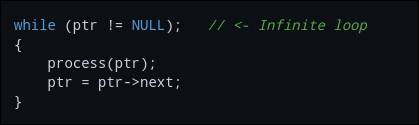 while (ptr != NULL);   // <- Infinite loop
{
    process(ptr);
    ptr = ptr->next;
}